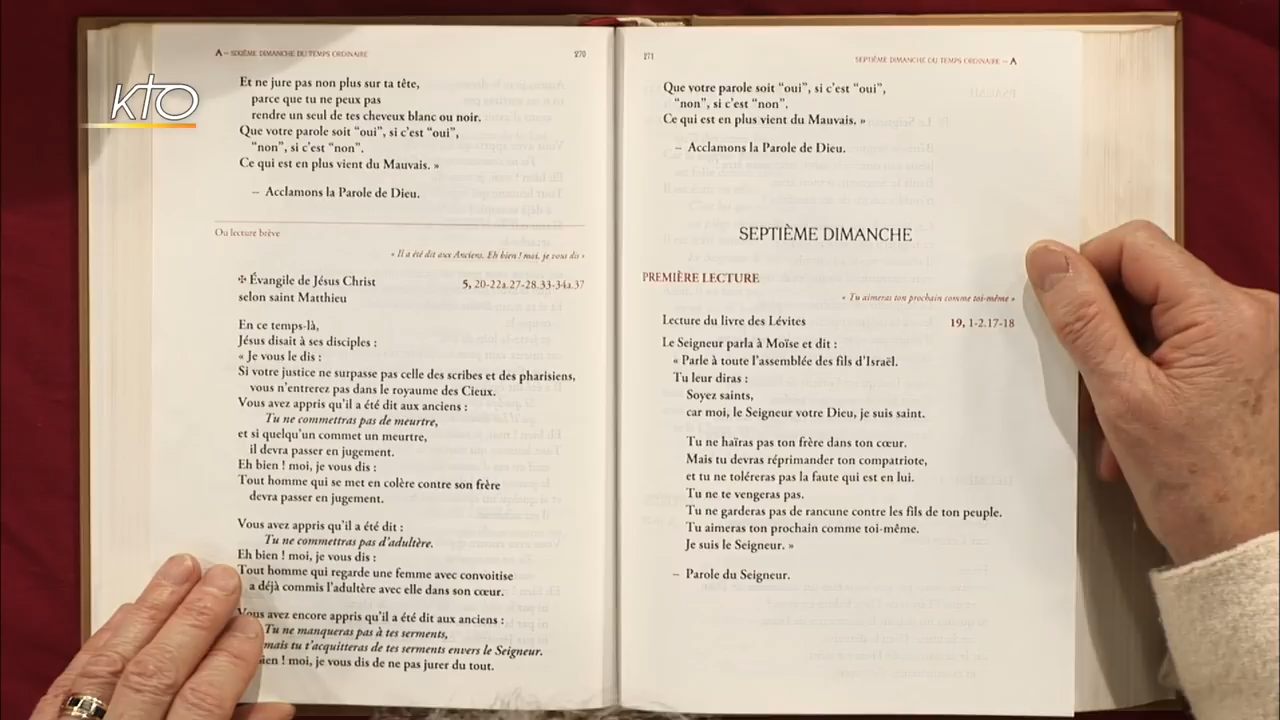 kto
A – SIXIÈME DIMANCHE DU TEMPS ORDINAIRE 270
Et ne jure pas non plus sur ta tête,
parce que tu ne peux pas
rendre un seul de tes cheveux blanc ou noir.
Que votre parole soit “oui”, si c’est “oui”,
“non”, si c’est “non”.
Ce qui est en plus vient du Mauvais. »
– Acclamons la Parole de Dieu.
Ou lecture brève
« Il a été dit aux Anciens. Eh bien ! moi, je vous dis »
✠ Évangile de Jésus Christ 5, 20-22a.27-28.33-34a.37
selon saint Matthieu
En ce temps-là,
Jésus disait à ses disciples :
« Je vous le dis :
Si votre justice ne surpasse pas celle des scribes et des pharisiens,
vous n’entrerez pas dans le royaume des Cieux.
Vous avez appris qu’il a été dit aux anciens :
Tu ne commettras pas de meurtre,
et si quelqu’un commet un meurtre,
il devra passer en jugement.
Eh bien ! moi, je vous dis :
Tout homme qui se met en colère contre son frère
devra passer en jugement.
Vous avez appris qu’il a été dit :
Tu ne commettras pas d’adultère.
Eh bien ! moi, je vous dis :
Tout homme qui regarde une femme avec convoitise
a déjà commis l’adultère avec elle dans son cœur.
Vous avez encore appris qu’il a été dit aux anciens :
Tu ne manqueras pas à tes serments,
mais tu t’acquitteras de tes serments envers le Seigneur.
bien ! moi, je vous dis de ne pas jurer du tout.
271 SEPTIÈME DIMANCHE DU TEMPS ORDINAIRE – A
Que votre parole soit “oui”, si c’est “oui”,
“non”, si c’est “non”.
Ce qui est en plus vient du Mauvais. »
– Acclamons la Parole de Dieu.
SEPTIÈME DIMANCHE
PREMIÈRE LECTURE
« Tu aimeras ton prochain comme toi-même »
Lecture du livre des Lévites 19, 1-2.17-18
Le Seigneur parla à Moïse et dit :
« Parle à toute l’assemblée des fils d’Israël.
Tu leur diras :
Soyez saints,
car moi, le Seigneur votre Dieu, je suis saint.
Tu ne haïras pas ton frère dans ton cœur.
Mais tu devras réprimander ton compatriote,
et tu ne toléreras pas la faute qui est en lui.
Tu ne te vengeras pas.
Tu ne garderas pas de rancune contre les fils de ton peuple.
Tu aimeras ton prochain comme toi-même.
Je suis le Seigneur. »
– Parole du Seigneur.